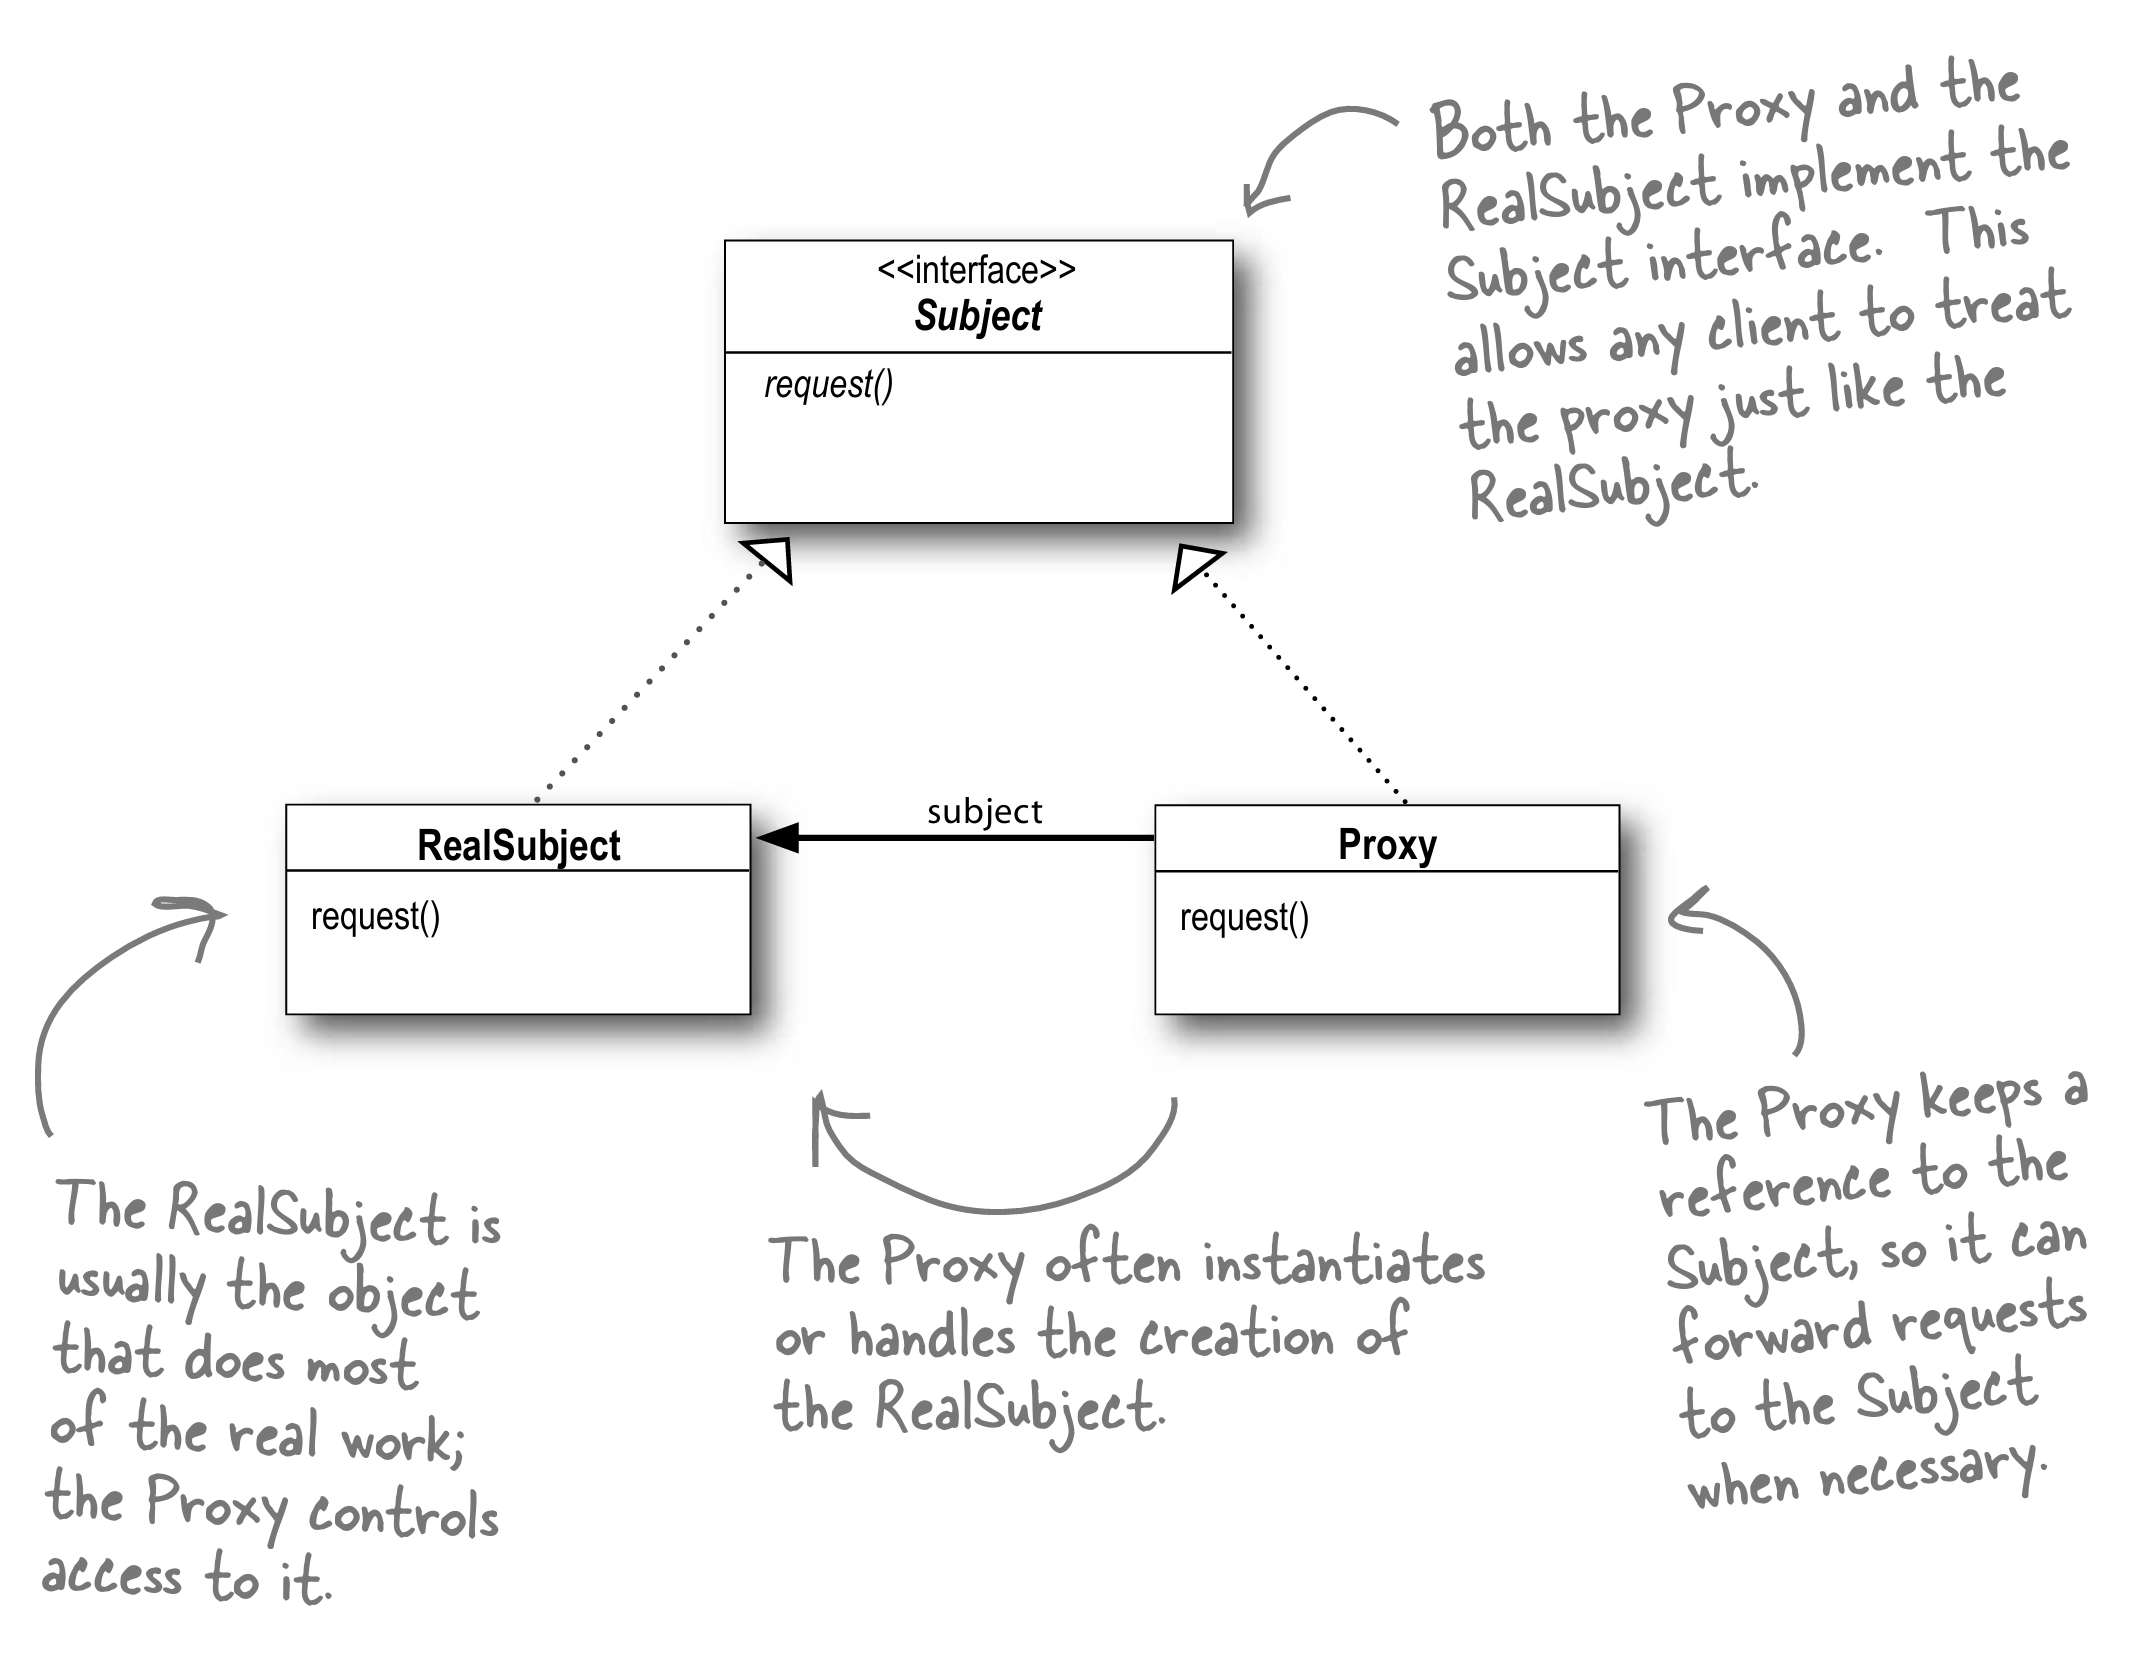 Both the Proxy and the
RealSubject implement the
Subject interface. This
allows any client to treat
the proxy just like the
RealSubject.
<<interface>>
Subject
request()
subject
RealSubject
request()
Proxy
request()
The RealSubject is
usually the object
that does most
of the real work;
the Proxy controls
access to it.
The Proxy often instantiates
or handles the creation of
the RealSubject.
The Proxy keeps a
reference to the
Subject, so it can
forward requests
to the Subject
when necessary.